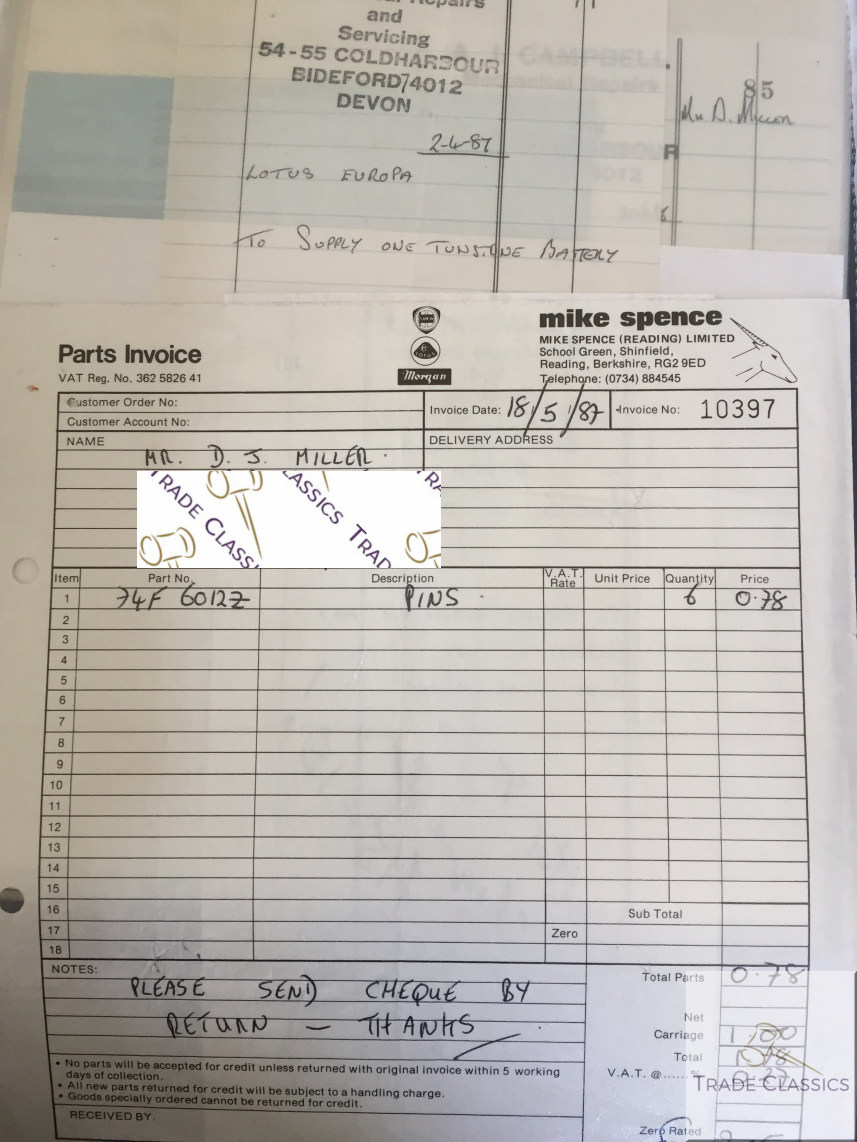 and
Servicing
54-55 COLDHARBOUR
BIDEFORD 74012
DEVON
85
Mr D.
2-4-87
LOTUS EUROPA
TO SUPPLY ONE TUNSTONE BATTERY
mike spence
MIKE SPENCE (READING) LIMITED
School Green, Shinfield,
Reading, Berkshire, RG2 9ED
Telephone: (0734) 884545
LOTUS
Morgan
Parts Invoice
VAT Reg. No. 362 5826 41
Customer Order No:
Customer Account No:
Invoice Date: 18/5/87
Invoice No: 10397
NAME
MR. D. J. MILLER.
DELIVERY ADDRESS
TRADE CLASSICS TRAD
Item Part No. Description V.A.T. Rate Unit Price Quantity Price
1 74F 6012Z PINS 6 0.78
2
3
4
5
6
7
8
9
10
11
12
13
14
15
16 Sub Total
17 Zero
18
NOTES:
PLEASE SEND CHEQUE BY
RETURN - THANKS
Total Parts 0.78
Net
Carriage 1.00
Total
V.A.T. @...... %
TRADE CLASSICS
Zero Rated
• No parts will be accepted for credit unless returned with original invoice within 5 working
days of collection.
• All new parts returned for credit will be subject to a handling charge.
• Goods specially ordered cannot be returned for credit.
RECEIVED BY